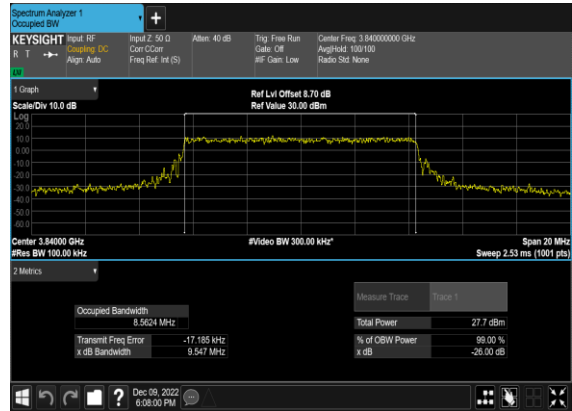 Spectrum Analyzer 1
Occupied BW
+
KEYSIGHT Input: RF Input Z: 50 Ω Atten: 40 dB Trig: Free Run Center Freq: 3.840000000 GHz
R T Coupling: DC Corr CCorr Gate: Off Avg|Hold: 100/100
Align: Auto Freq Ref: Int (S) #IF Gain: Low Radio Std: None
1 Graph
Ref Lvl Offset 8.70 dB
Scale/Div 10.0 dB Ref Value 30.00 dBm
Log
20.0
10.0
0.00
-10.0
-20.0
-30.0
-40.0
-50.0
-60.0
Center 3.84000 GHz #Video BW 300.00 kHz* Span 20 MHz
#Res BW 100.00 kHz Sweep 2.53 ms (1001 pts)
2 Metrics
Measure Trace Trace 1
Occupied Bandwidth
8.5624 MHz Total Power 27.7 dBm
Transmit Freq Error -17.185 kHz % of OBW Power 99.00 %
x dB Bandwidth 9.547 MHz x dB -26.00 dB
? Dec 09, 2022
6:08:00 PM